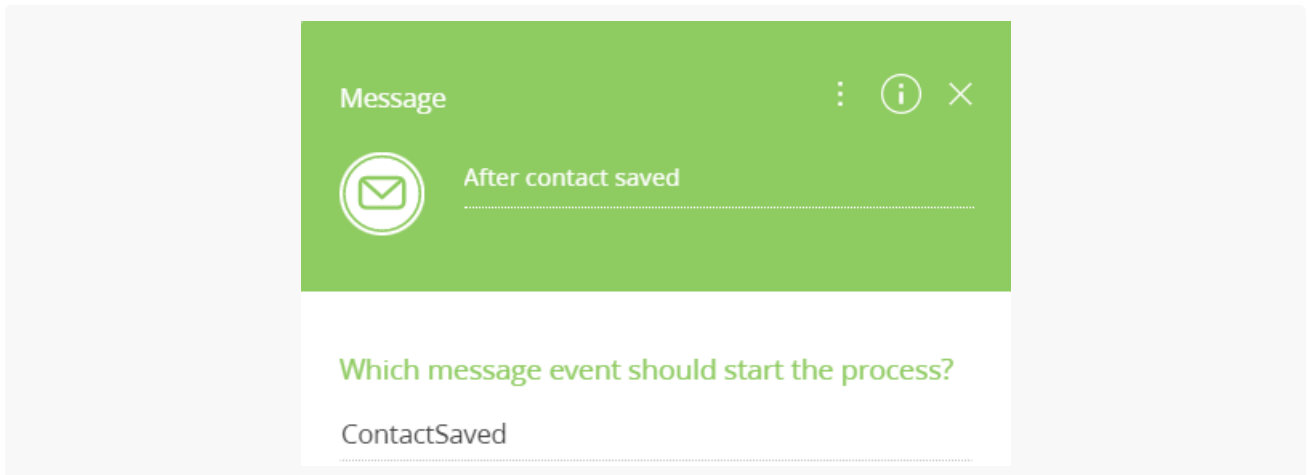 Message
After contact saved
Which message event should start the process?
ContactSaved